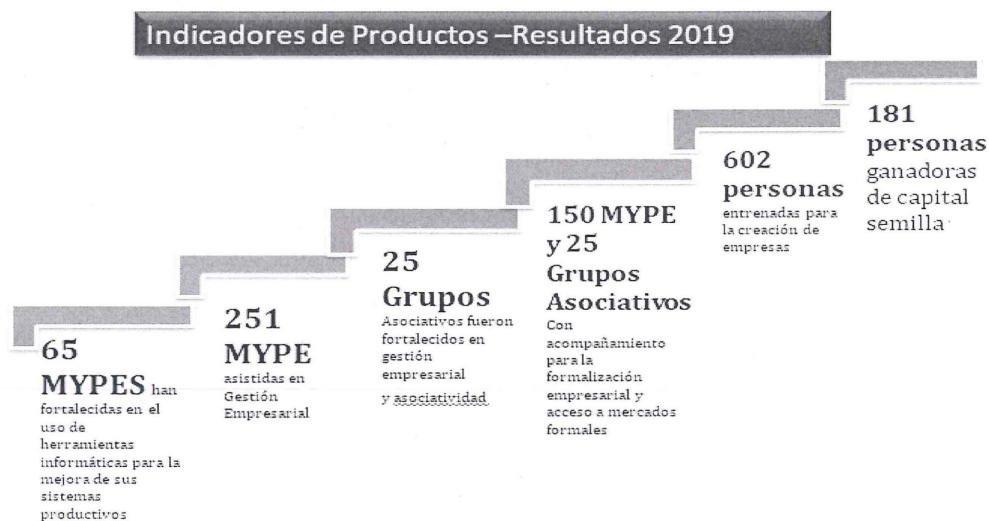 Indicadores de Productos –Resultados 2019
65
MYPES han
fortalecidas en el
uso de
herramientas
informáticas para la
mejora de sus
sistemas
productivos
251
MYPE
asistidas en
Gestión
Empresarial
25
Grupos
Asociativos fueron
fortalecidos en
gestión
empresarial
y asociatividad
150 MYPE
y 25
Grupos
Asociativos
Con
acompañamiento
para la
formalización
empresarial y
acceso a mercados
formales
602
personas
entrenadas para
la creación de
empresas
181
personas
ganadoras
de capital
semilla